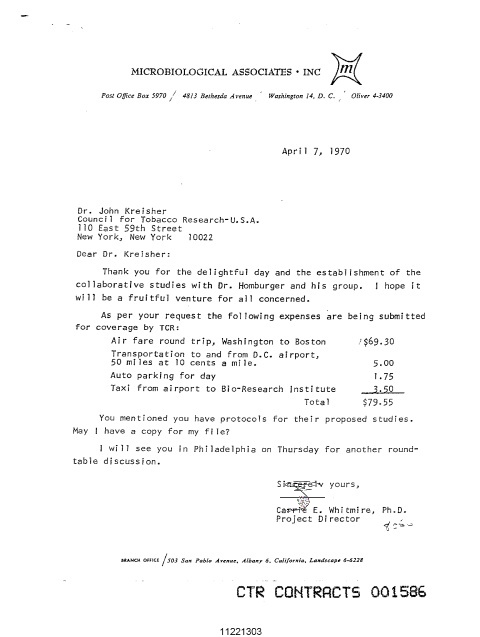 MICROBIOLOGICAL ASSOCIATES • INC m
Post Office Box 5970 / 4813 Bethesda Avenue Washington 14, D. C. Oliver 4-3400
April 7, 1970
Dr. John Kreisher
Council for Tobacco Research-U.S.A.
110 East 59th Street
New York, New York 10022
Dear Dr. Kreisher:
Thank you for the delightful day and the establishment of the
collaborative studies with Dr. Homburger and his group. I hope it
will be a fruitful venture for all concerned.
As per your request the following expenses are being submitted
for coverage by TCR:
Air fare round trip, Washington to Boston $69.30
Transportation to and from D.C. airport,
50 miles at 10 cents a mile. 5.00
Auto parking for day 1.75
Taxi from airport to Bio-Research Institute 3.50
Total $79.55
You mentioned you have protocols for their proposed studies.
May I have a copy for my file?
I will see you in Philadelphia on Thursday for another round-
table discussion.
Sincerely yours,
Carrie E. Whitmire, Ph.D.
Project Director
BRANCH OFFICE / 503 San Pablo Avenue, Albany 6, California, Landscape 6-6228
CTR CONTRACTS 001586
11221303